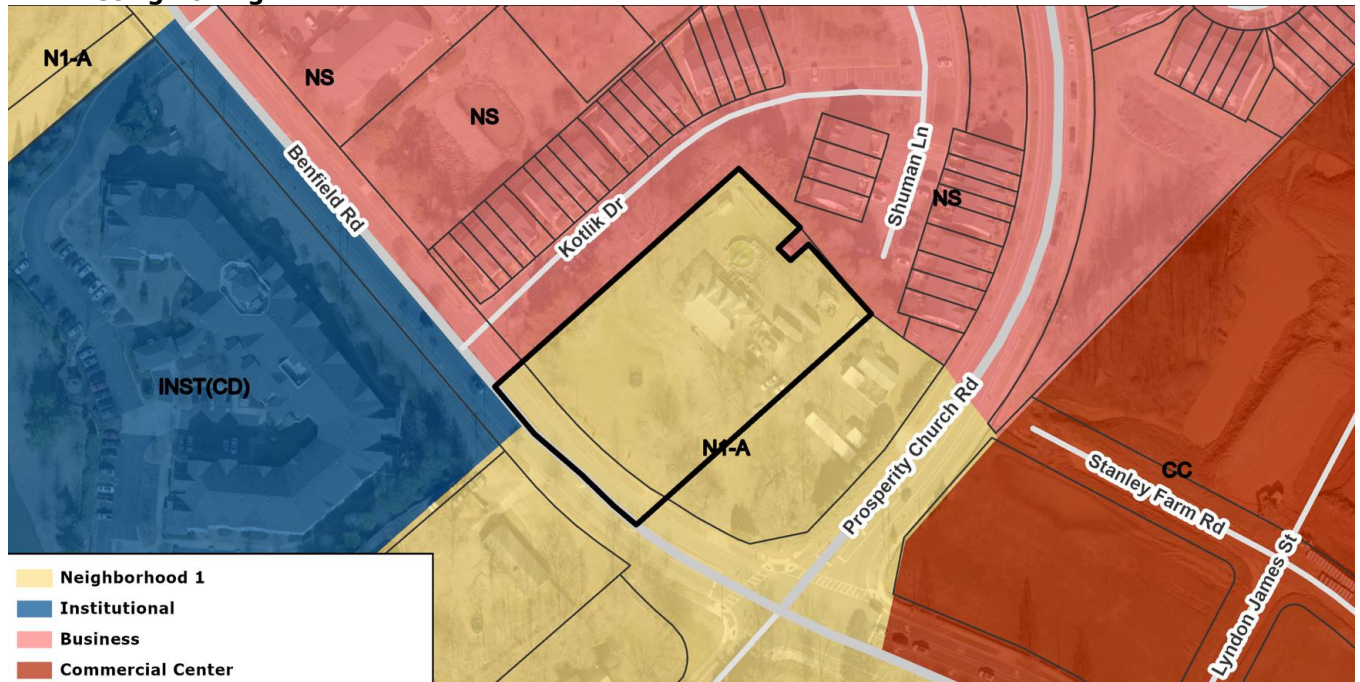 N1-A
NS
NS
Benfield Rd
Kotlik Dr
Shuman Ln
NS
INST(CD)
N1-A
Prosperity Church Rd
CC
Stanley Farm Rd
Lyndon James St
Neighborhood 1
Institutional
Business
Commercial Center